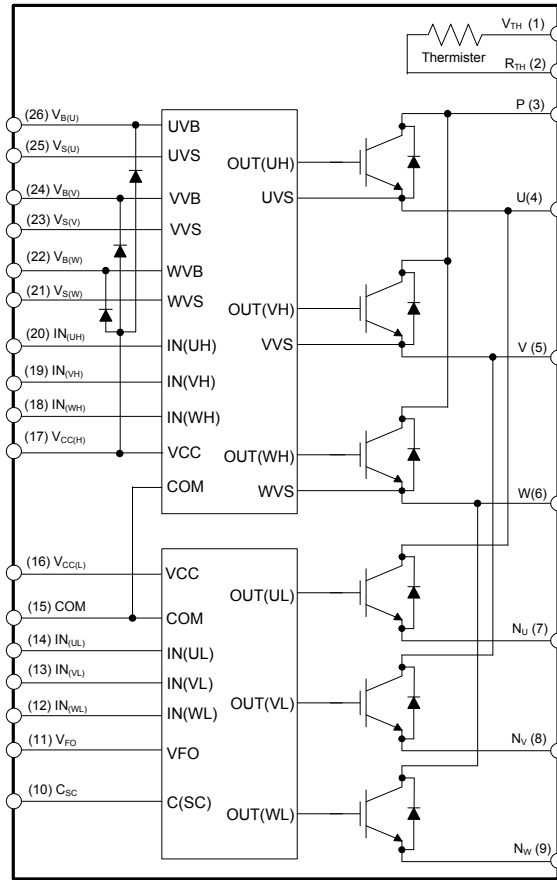 VTH (1)
Thermister
RTH (2)
(26) VB(U)
UVB
P (3)
(25) VS(U)
UVS
OUT(UH)
(24) VB(V)
VVB
UVS
U(4)
(23) VS(V)
VVS
(22) VB(W)
WVB
(21) VS(W)
WVS
OUT(VH)
(20) IN(UH)
IN(UH)
VVS
V (5)
(19) IN(VH)
IN(VH)
(18) IN(WH)
IN(WH)
(17) VCC(H)
VCC
OUT(WH)
COM
WVS
W(6)
(16) VCC(L)
VCC
OUT(UL)
(15) COM
COM
(14) IN(UL)
IN(UL)
NU (7)
(13) IN(VL)
IN(VL)
OUT(VL)
(12) IN(WL)
IN(WL)
(11) VFO
VFO
NV (8)
(10) CSC
C(SC)
OUT(WL)
NW (9)